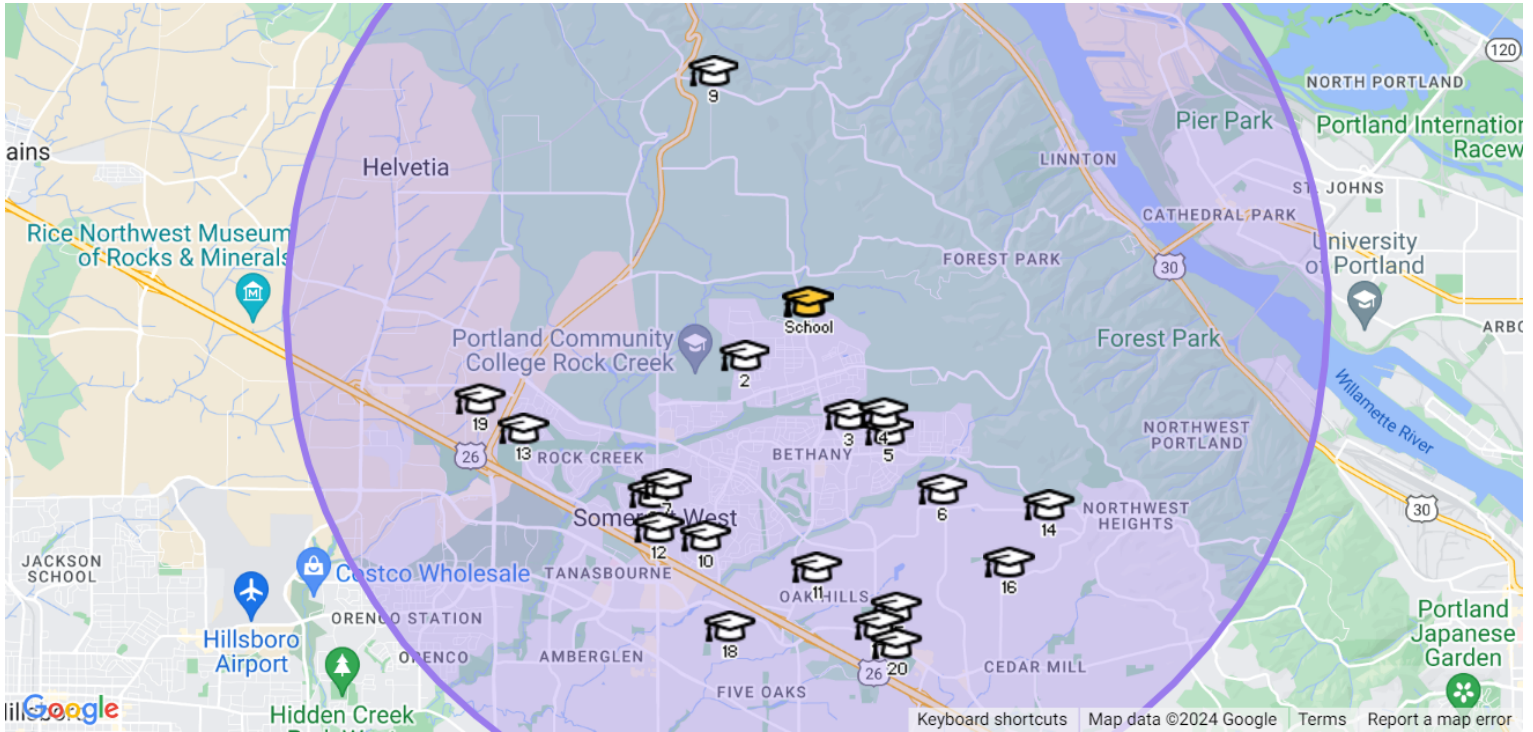 120
NORTH PORTLAND
9
Pier Park
Portland Internation
Racew
ains
LINNTON
Helvetia
ST. JOHNS
CATHEDRAL PARK
Rice Northwest Museum
of Rocks & Minerals
University
of Portland
FOREST PARK
30
School
ARBO
Portland Community
College Rock Creek
Forest Park
2
Willamette River
19
3
4
5
13
NORTHWEST
PORTLAND
26
ROCK CREEK
BETHANY
7
6
14
NORTHWEST
HEIGHTS
30
12
10
JACKSON
SCHOOL
Costco Wholesale
TANASBOURNE
11
16
OAK HILLS
ORENCO STATION
Portland
Japanese
Garden
Hillsboro
Airport
18
ORENCO
AMBERGLEN
20
26
CEDAR MILL
FIVE OAKS
Google
Hidden Creek
Keyboard shortcuts
Map data ©2024 Google
Terms
Report a map error